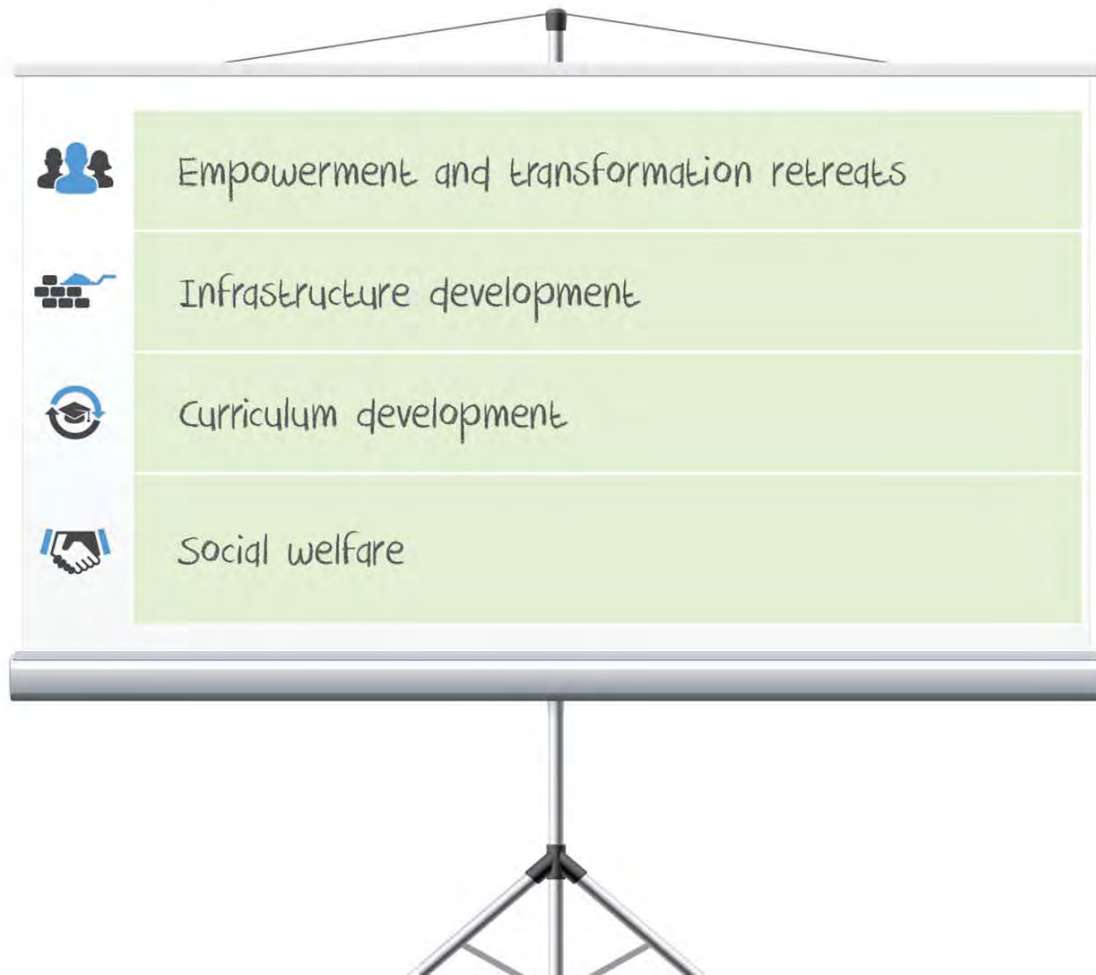 Empowerment and transformation retreats
Infrastructure development
Curriculum development
Social welfare